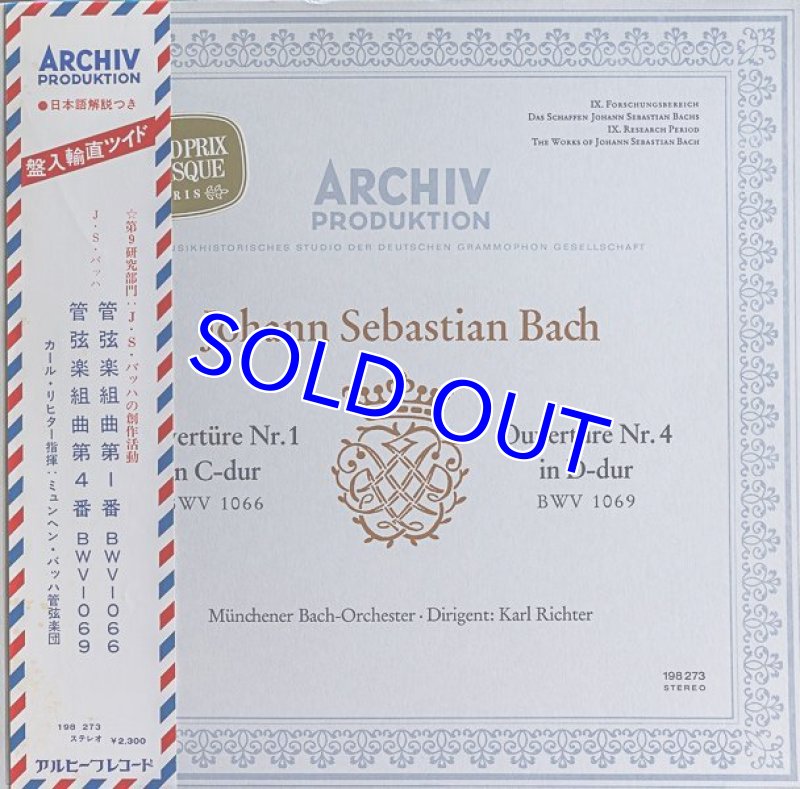 ARCHIV
PRODUKTION
●日本語解説つき
盤入輸直ツイド
☆第9研究部門:J・S・バッハの創作活動
J・S・バッハ
管弦楽組曲第1番 BWV1066
管弦楽組曲第4番 BWV1069
カール・リヒター指揮:ミュンヘン・バッハ管弦楽団
198 273
ステレオ ¥2,300
アルヒーフレコード
PRIX
SQUE
RIS
IX. Forschungsbereich
Das Schaffen Johann Sebastian Bachs
IX. Research Period
The Works of Johann Sebastian Bach
ARCHIV
PRODUKTION
USIKHISTORISCHES STUDIO DER DEUTSCHEN GRAMMOPHON GESELLSCHAFT
Johann Sebastian Bach
SOLD OUT
vertüre Nr. 1
n C-dur
BWV 1066
Ouvertüre Nr. 4
in D-dur
BWV 1069
Münchener Bach-Orchester · Dirigent: Karl Richter
198 273
STEREO